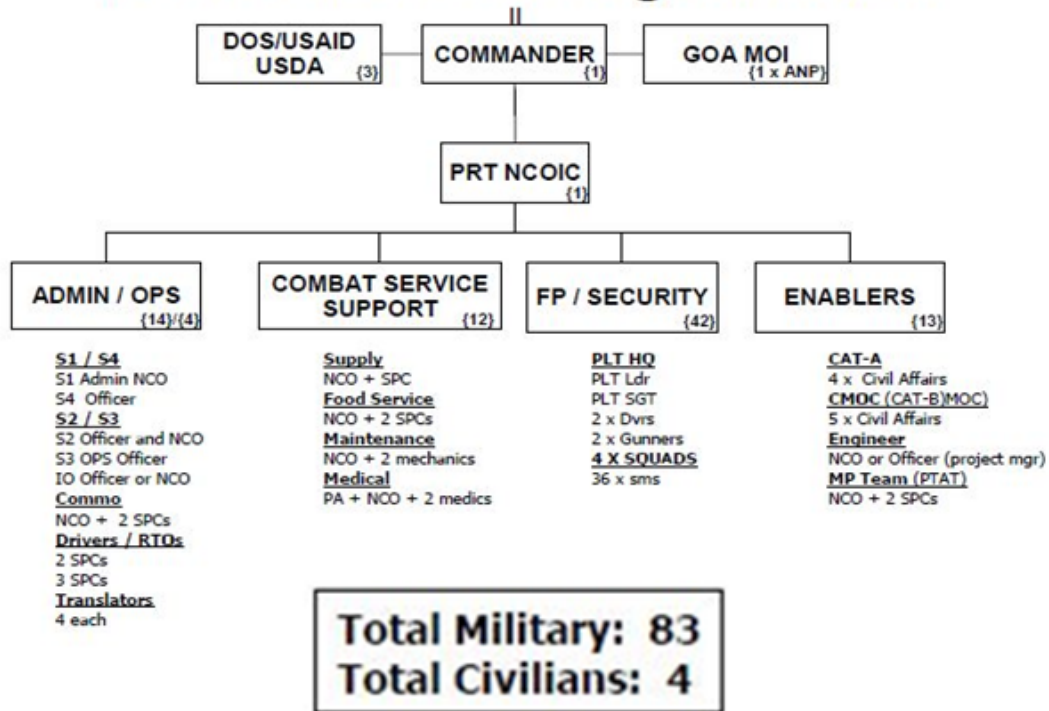 DOS/USAID
USDA
{3}
COMMANDER
{1}
GOA MOI
{1 x ANP}
PRT NCOIC
{1}
ADMIN / OPS
{14}/{4}
COMBAT SERVICE
SUPPORT
{12}
FP / SECURITY
{42}
ENABLERS
{13}
S1 / S4
S1 Admin NCO
S4 Officer
S2 / S3
S2 Officer and NCO
S3 OPS Officer
IO Officer or NCO
Commo
NCO + 2 SPCs
Drivers / RTOs
2 SPCs
3 SPCs
Translators
4 each
Supply
NCO + SPC
Food Service
NCO + 2 SPCs
Maintenance
NCO + 2 mechanics
Medical
PA + NCO + 2 medics
PLT HQ
PLT Ldr
PLT SGT
2 x Dvrs
2 x Gunners
4 X SQUADS
36 x sms
CAT-A
4 x Civil Affairs
CMOC (CAT-B)MOC)
5 x Civil Affairs
Engineer
NCO or Officer (project mgr)
MP Team (PTAT)
NCO + 2 SPCs
Total Military: 83
Total Civilians: 4